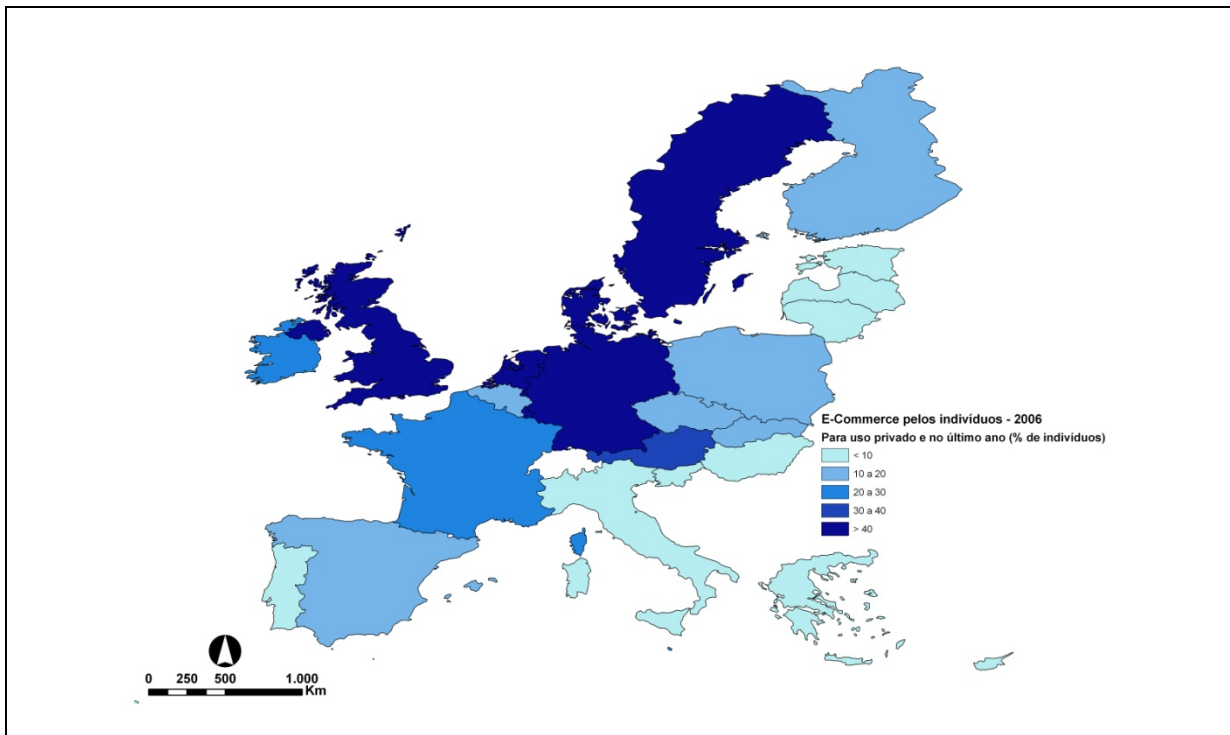 E-Commerce pelos indivíduos - 2006
Para uso privado e no último ano (% de indivíduos)
< 10
10 a 20
20 a 30
30 a 40
> 40
0 250 500 1.000
Km